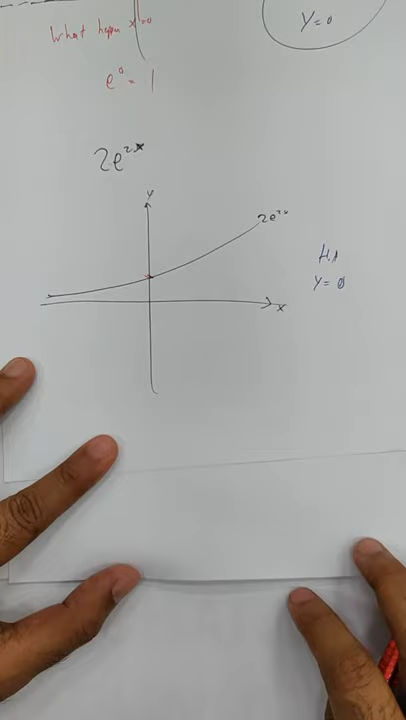 What happen x=0
y=0
e⁰ = 1
2e²ˣ
y
2e²ˣ
H.A
y=0
x